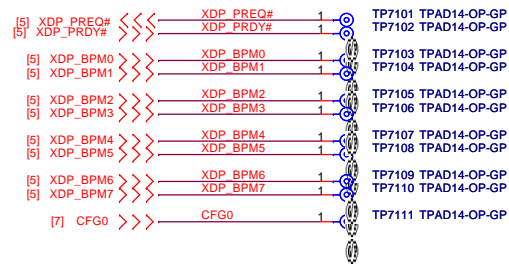 [5] XDP_PREQ# XDP_PREQ# 1 TP7101 TPAD14-OP-GP
[5] XDP_PRDY# XDP_PRDY# 1 TP7102 TPAD14-OP-GP
[5] XDP_BPM0 XDP_BPM0 1 TP7103 TPAD14-OP-GP
[5] XDP_BPM1 XDP_BPM1 1 TP7104 TPAD14-OP-GP
[5] XDP_BPM2 XDP_BPM2 1 TP7105 TPAD14-OP-GP
[5] XDP_BPM3 XDP_BPM3 1 TP7106 TPAD14-OP-GP
[5] XDP_BPM4 XDP_BPM4 1 TP7107 TPAD14-OP-GP
[5] XDP_BPM5 XDP_BPM5 1 TP7108 TPAD14-OP-GP
[5] XDP_BPM6 XDP_BPM6 1 TP7109 TPAD14-OP-GP
[5] XDP_BPM7 XDP_BPM7 1 TP7110 TPAD14-OP-GP
[7] CFG0 CFG0 1 TP7111 TPAD14-OP-GP